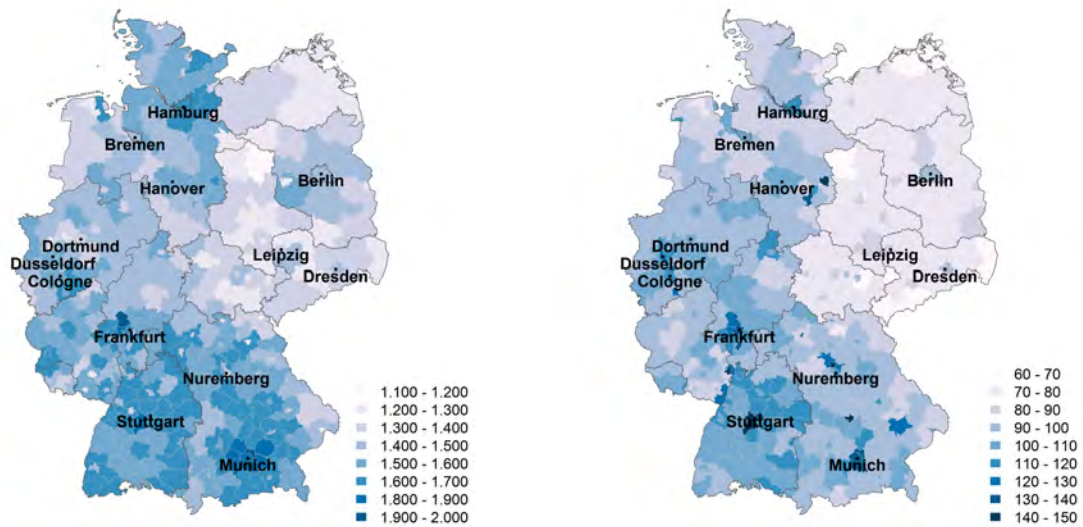 Hamburg
Bremen
Hanover
Berlin
Dortmund
Dusseldorf
Cologne
Leipzig
Dresden
Frankfurt
Nuremberg
Stuttgart
Munich
1.100 - 1.200
1.200 - 1.300
1.300 - 1.400
1.400 - 1.500
1.500 - 1.600
1.600 - 1.700
1.800 - 1.900
1.900 - 2.000
Hamburg
Bremen
Hanover
Berlin
Dortmund
Dusseldorf
Cologne
Leipzig
Dresden
Frankfurt
Nuremberg
Stuttgart
Munich
60 - 70
70 - 80
80 - 90
90 - 100
100 - 110
110 - 120
120 - 130
130 - 140
140 - 150